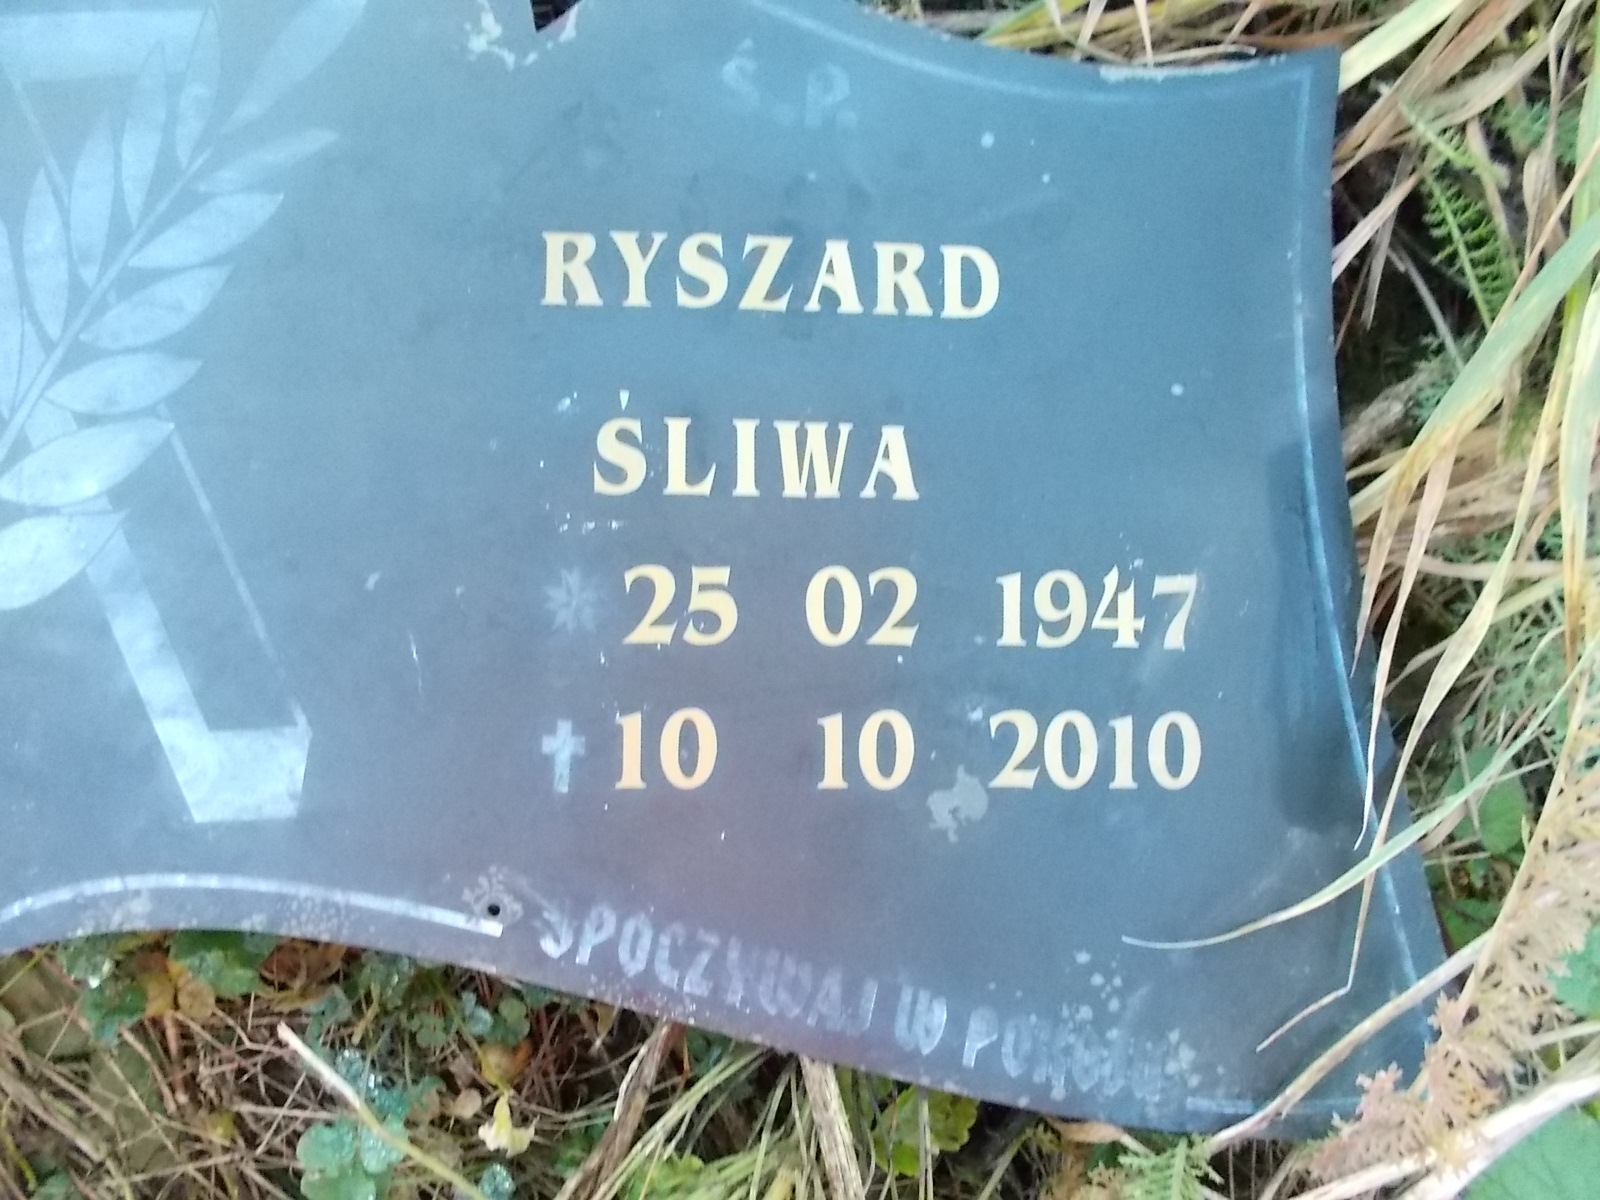 Ś.P.
RYSZARD
ŚLIWA
* 25 02 1947
† 10 10 2010
SPOCZYWAJ W POKOJU